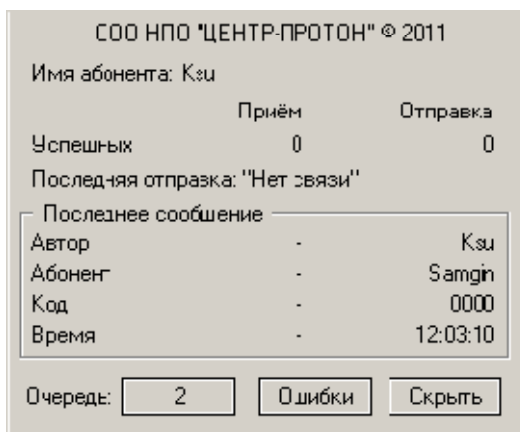 СОО НПО "ЦЕНТР-ПРОТОН" © 2011
Имя абонента: Ksu
Приём Отправка
Успешных 0 0
Последняя отправка: "Нет связи"
Последнее сообщение
Автор - Ksu
Абонент - Samgin
Код - 0000
Время - 12:03:10
Очередь: 2 Ошибки Скрыть